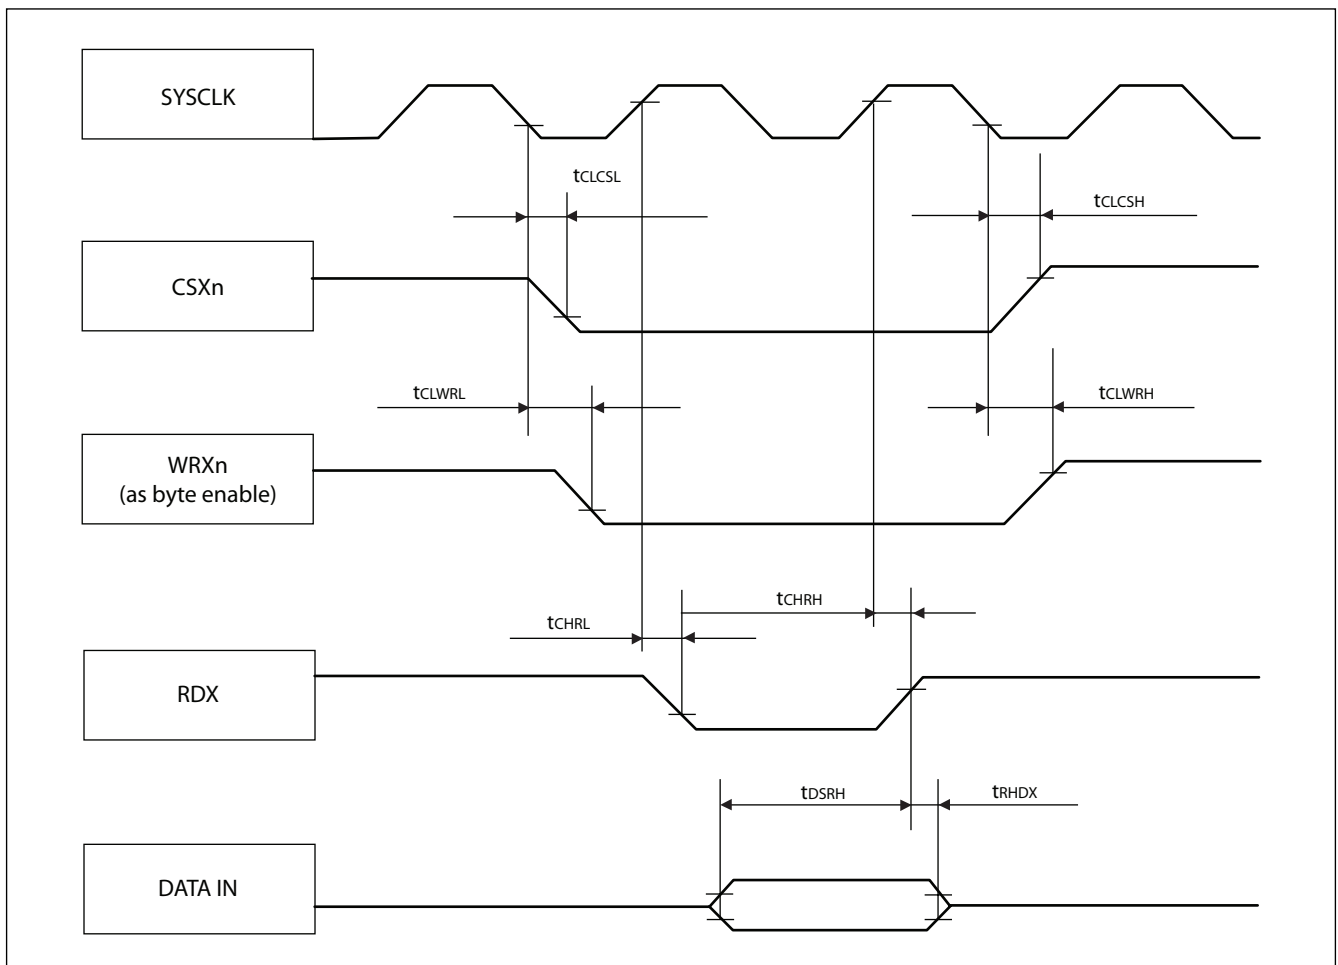 SYSCLK
tCLCSL
tCLCSH
CSXn
tCLWRL
tCLWRH
WRXn
(as byte enable)
tCHRH
tCHRL
RDX
tDSRH
tRHDX
DATA IN